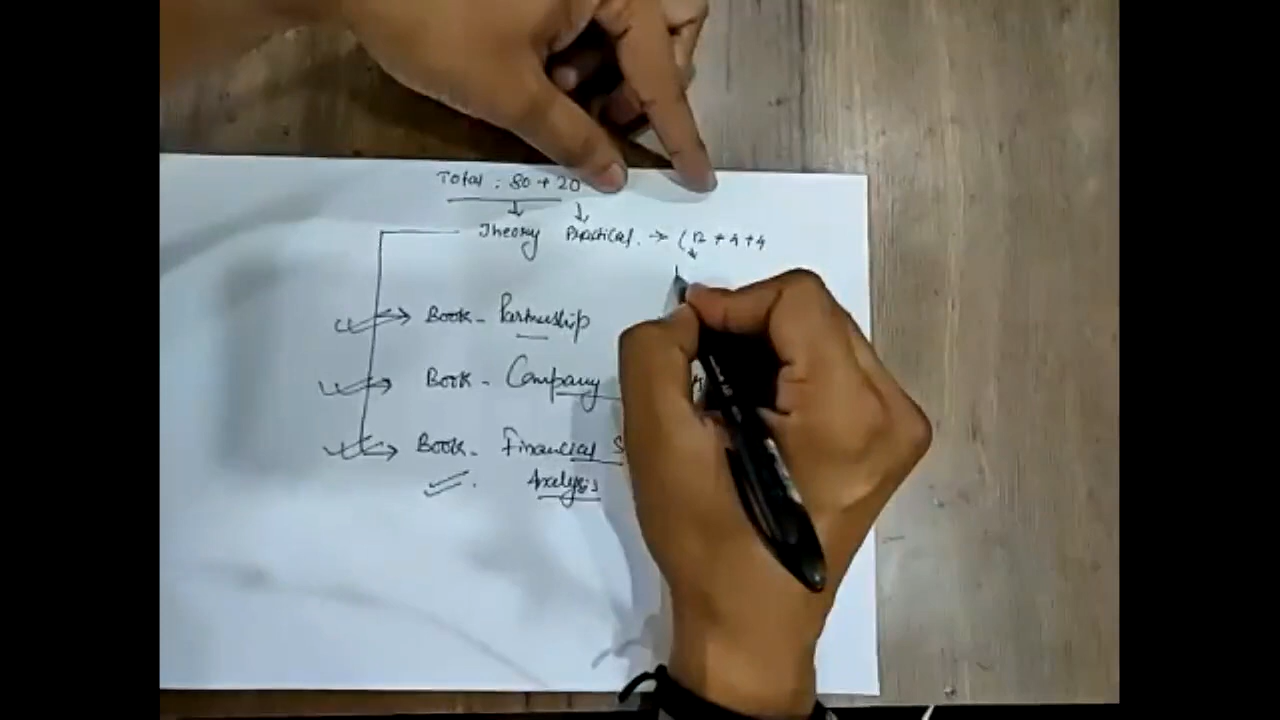 Total : 80 + 20
Theory Practical. → (12 + 4 + 4
Book - Partnership
Book - Company
Book - Financial S
Analysis